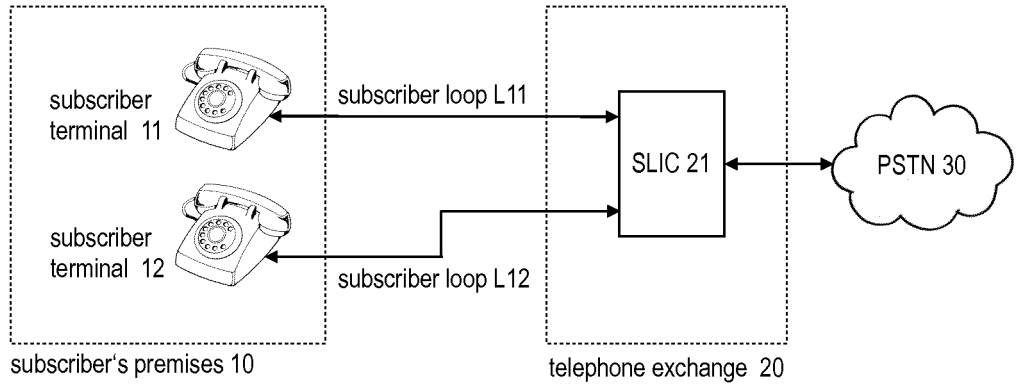 subscriber
terminal 11
subscriber loop L11
SLIC 21
PSTN 30
subscriber
terminal 12
subscriber loop L12
subscriber's premises 10
telephone exchange 20